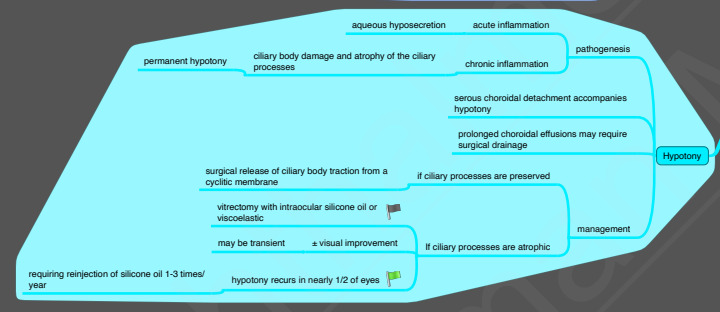 Hypotony
pathogenesis
acute inflammation
aqueous hyposecretion
chronic inflammation
ciliary body damage and atrophy of the ciliary
processes
permanent hypotony
serous choroidal detachment accompanies
hypotony
prolonged choroidal effusions may require
surgical drainage
management
if ciliary processes are preserved
surgical release of ciliary body traction from a
cyclitic membrane
If ciliary processes are atrophic
vitrectomy with intraocular silicone oil or
viscoelastic
± visual improvement
may be transient
hypotony recurs in nearly 1/2 of eyes
requiring reinjection of silicone oil 1-3 times/
year